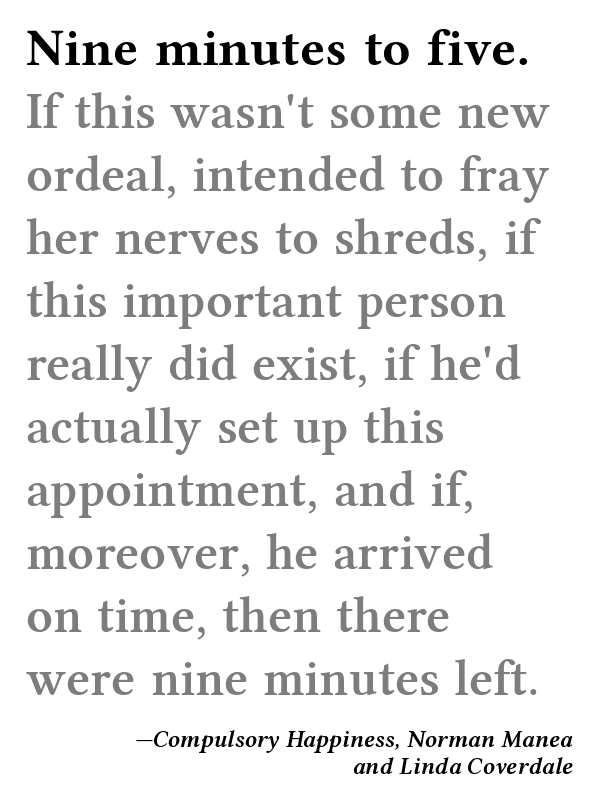 Nine minutes to five.
If this wasn't some new
ordeal, intended to fray
her nerves to shreds, if
this important person
really did exist, if he'd
actually set up this
appointment, and if,
moreover, he arrived
on time, then there
were nine minutes left.
—Compulsory Happiness, Norman Manea
and Linda Coverdale